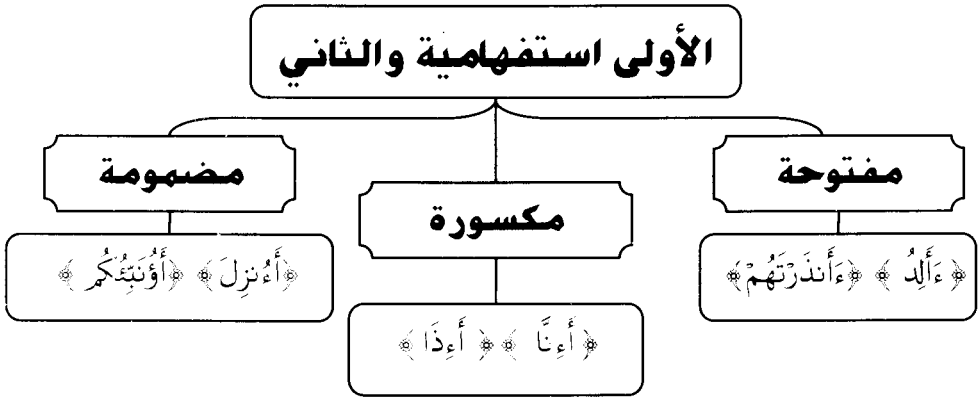 الأولى استفهامية والثاني
مفتوحة
مكسورة
مضمومة
﴿ءَأَلِدُ﴾ ﴿ءَأَنذَرْتَهُمْ﴾
﴿أَءِنَّا﴾ ﴿أَءِذَا﴾
﴿أَءُنزِلَ﴾ ﴿أَؤُنَبِّئُكُم﴾